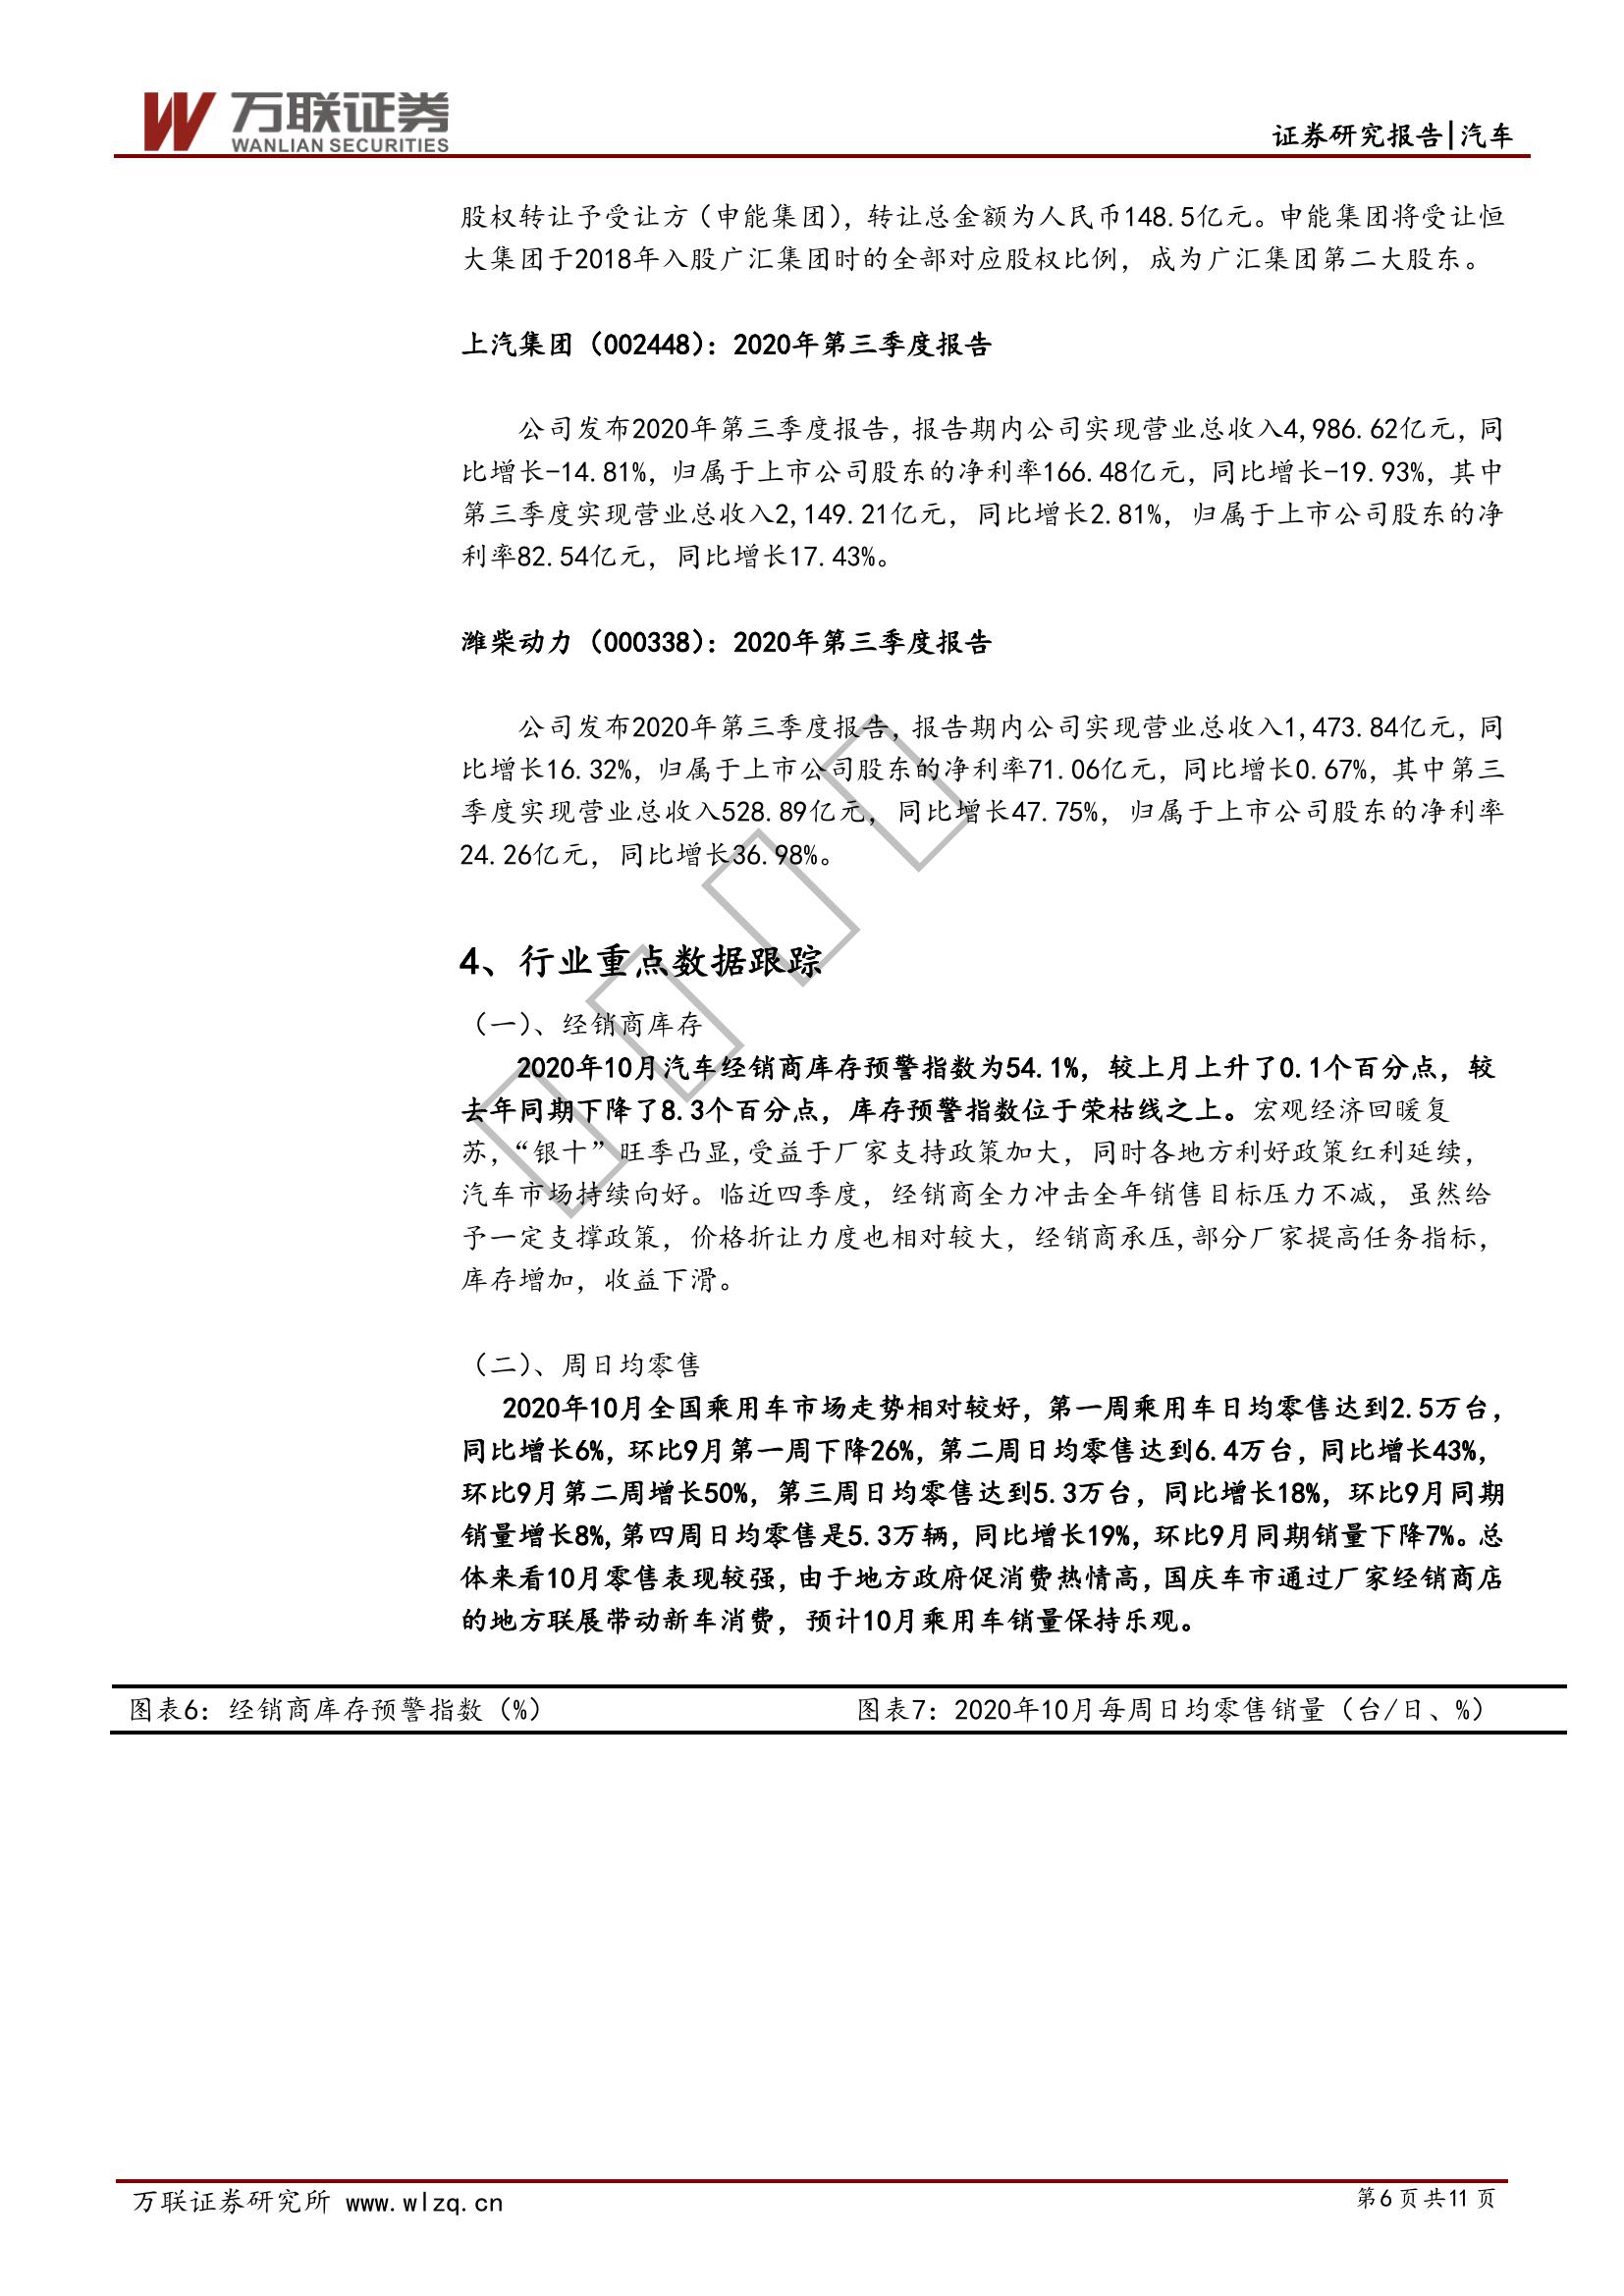 万联证券
WANLIAN SECURITIES
证券研究报告|汽车
股权转让予受让方（申能集团），转让总金额为人民币148.5亿元。申能集团将受让恒
大集团于2018年入股广汇集团时的全部对应股权比例，成为广汇集团第二大股东。
上汽集团（002448）：2020年第三季度报告
公司发布2020年第三季度报告，报告期内公司实现营业总收入4,986.62亿元，同
比增长-14.81%，归属于上市公司股东的净利率166.48亿元，同比增长-19.93%，其中
第三季度实现营业总收入2,149.21亿元，同比增长2.81%，归属于上市公司股东的净
利率82.54亿元，同比增长17.43%。
潍柴动力（000338）：2020年第三季度报告
公司发布2020年第三季度报告，报告期内公司实现营业总收入1,473.84亿元，同
比增长16.32%，归属于上市公司股东的净利率71.06亿元，同比增长0.67%，其中第三
季度实现营业总收入528.89亿元，同比增长47.75%，归属于上市公司股东的净利率
24.26亿元，同比增长36.98%。
4、行业重点数据跟踪
（一）、经销商库存
2020年10月汽车经销商库存预警指数为54.1%，较上月上升了0.1个百分点，较
去年同期下降了8.3个百分点，库存预警指数位于荣枯线之上。宏观经济回暖复
苏，“银十”旺季凸显,受益于厂家支持政策加大，同时各地方利好政策红利延续，
汽车市场持续向好。临近四季度，经销商全力冲击全年销售目标压力不减，虽然给
予一定支撑政策，价格折让力度也相对较大，经销商承压,部分厂家提高任务指标，
库存增加，收益下滑。
（二）、周日均零售
2020年10月全国乘用车市场走势相对较好，第一周乘用车日均零售达到2.5万台，
同比增长6%，环比9月第一周下降26%，第二周日均零售达到6.4万台，同比增长43%，
环比9月第二周增长50%，第三周日均零售达到5.3万台，同比增长18%，环比9月同期
销量增长8%,第四周日均零售是5.3万辆，同比增长19%，环比9月同期销量下降7%。总
体来看10月零售表现较强，由于地方政府促消费热情高，国庆车市通过厂家经销商店
的地方联展带动新车消费，预计10月乘用车销量保持乐观。
图表6：经销商库存预警指数（%）
图表7：2020年10月每周日均零售销量（台/日、%）
万联证券研究所 www.wlzq.cn
第6页共11页